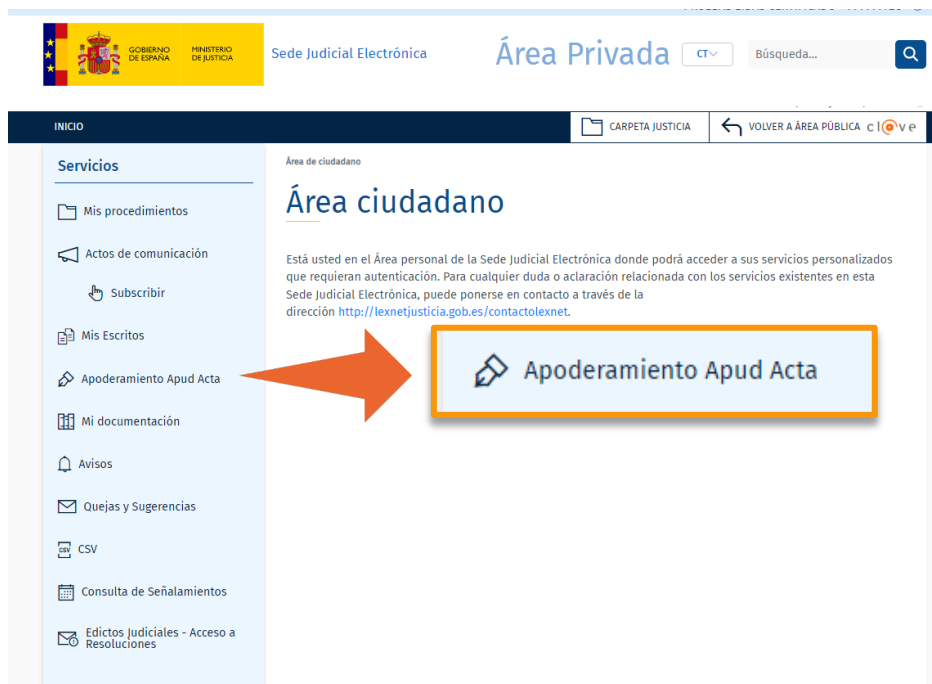 GOBIERNO
DE ESPAÑA
MINISTERIO
DE JUSTICIA
Sede Judicial Electrónica
Área Privada
CT
Búsqueda...
INICIO
CARPETA JUSTICIA
VOLVER A ÁREA PÚBLICA cl@ve
Servicios
Mis procedimientos
Actos de comunicación
Subscribir
Mis Escritos
Apoderamiento Apud Acta
Mi documentación
Avisos
Quejas y Sugerencias
CSV CSV
Consulta de Señalamientos
Edictos Judiciales - Acceso a
Resoluciones
Área de ciudadano
Área ciudadano
Está usted en el Área personal de la Sede Judicial Electrónica donde podrá acceder a sus servicios personalizados
que requieran autenticación. Para cualquier duda o aclaración relacionada con los servicios existentes en esta
Sede Judicial Electrónica, puede ponerse en contacto a través de la
dirección http://lexnetjusticia.gob.es/contactolexnet.
Apoderamiento Apud Acta